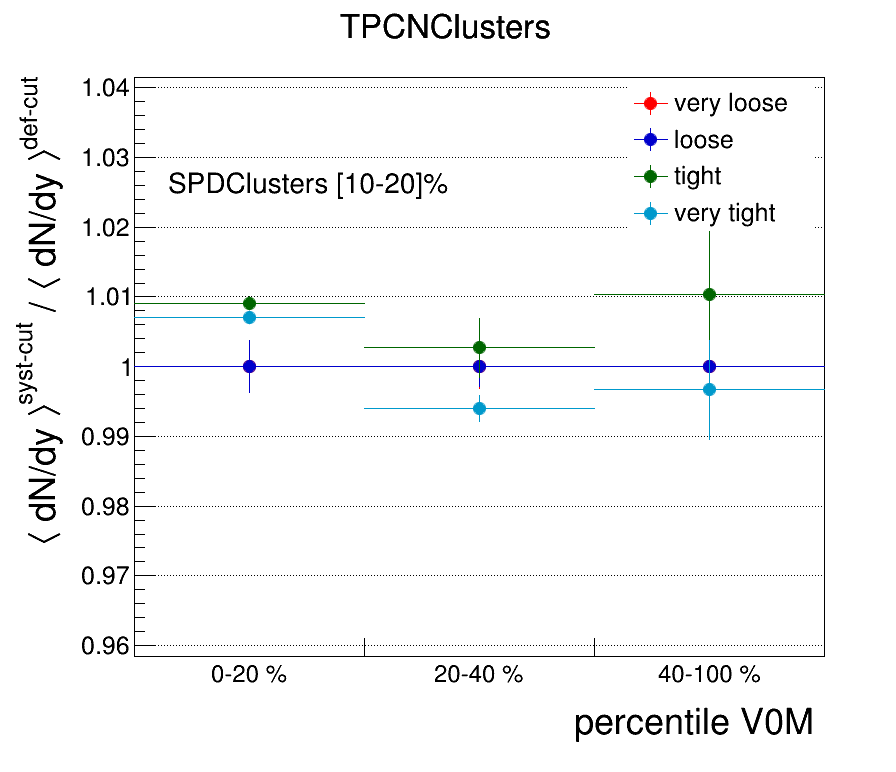 TPCNClusters
⟨ dN/dy ⟩^syst-cut / ⟨ dN/dy ⟩^def-cut
1.04
1.03
1.02
1.01
1
0.99
0.98
0.97
0.96
SPDClusters [10-20]%
very loose
loose
tight
very tight
0-20 %
20-40 %
40-100 %
percentile V0M